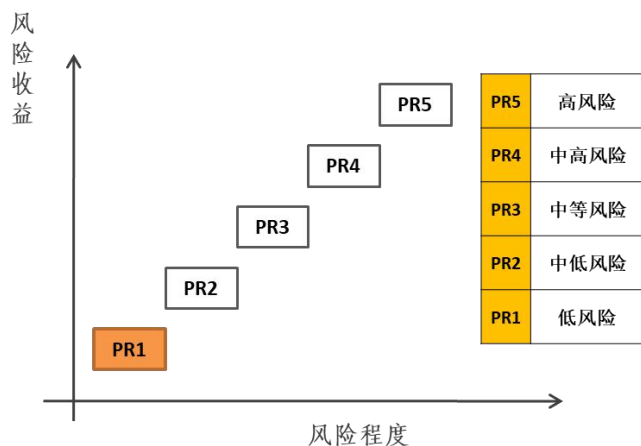 风险收益
PR5
PR4
PR3
PR2
PR1
风险程度
PR5 高风险
PR4 中高风险
PR3 中等风险
PR2 中低风险
PR1 低风险